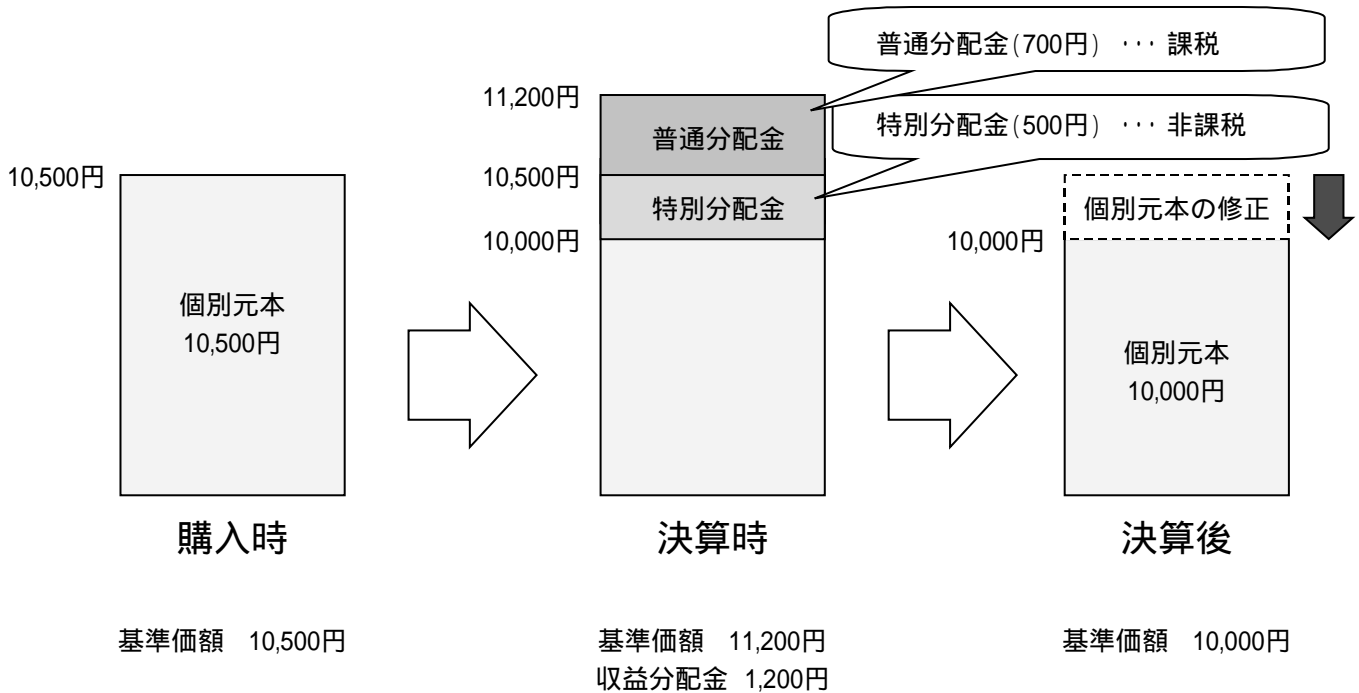 普通分配金(700円) ･･･ 課税
11,200円
特別分配金(500円) ･･･ 非課税
普通分配金
10,500円
10,500円
特別分配金
個別元本の修正
10,000円
10,000円
個別元本
10,500円
個別元本
10,000円
購入時
決算時
決算後
基準価額 10,500円
基準価額 11,200円
収益分配金 1,200円
基準価額 10,000円